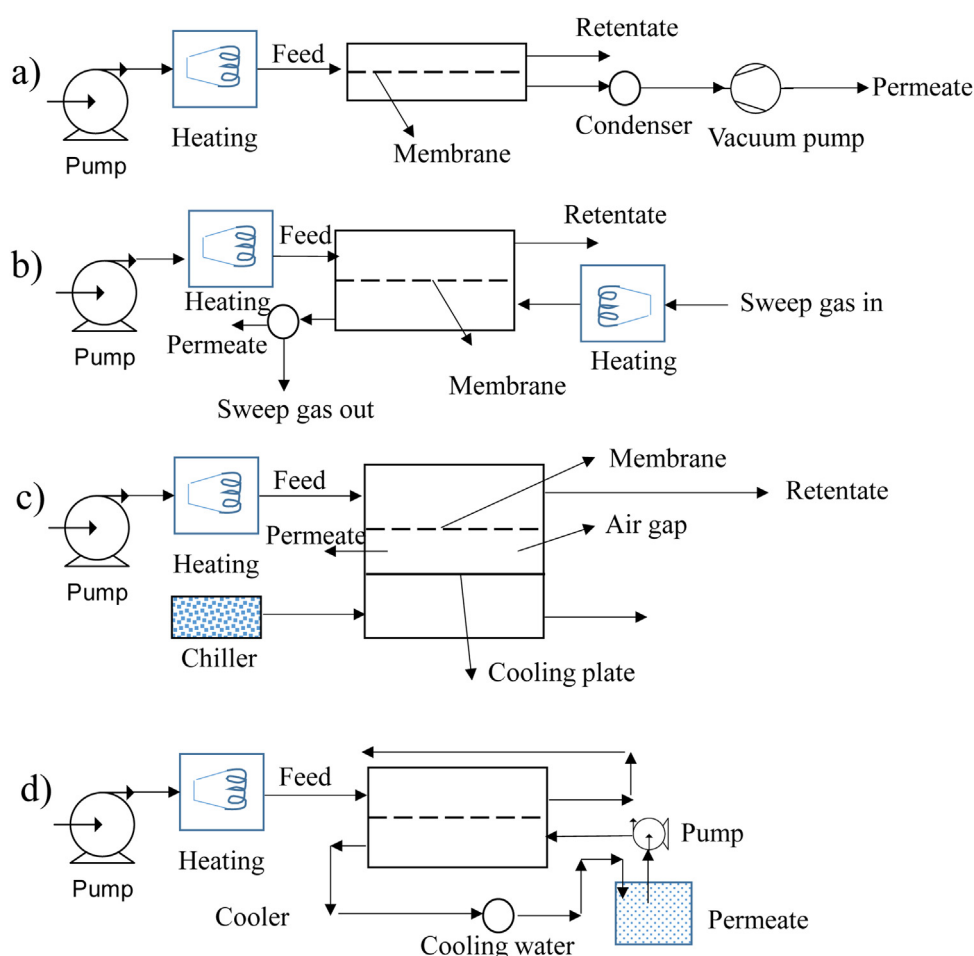 a)
Pump
Heating
Feed
Membrane
Retentate
Condenser
Vacuum pump
Permeate
b)
Pump
Heating
Feed
Permeate
Sweep gas out
Membrane
Retentate
Heating
Sweep gas in
c)
Pump
Heating
Feed
Permeate
Chiller
Membrane
Air gap
Retentate
Cooling plate
d)
Pump
Heating
Feed
Cooler
Cooling water
Pump
Permeate